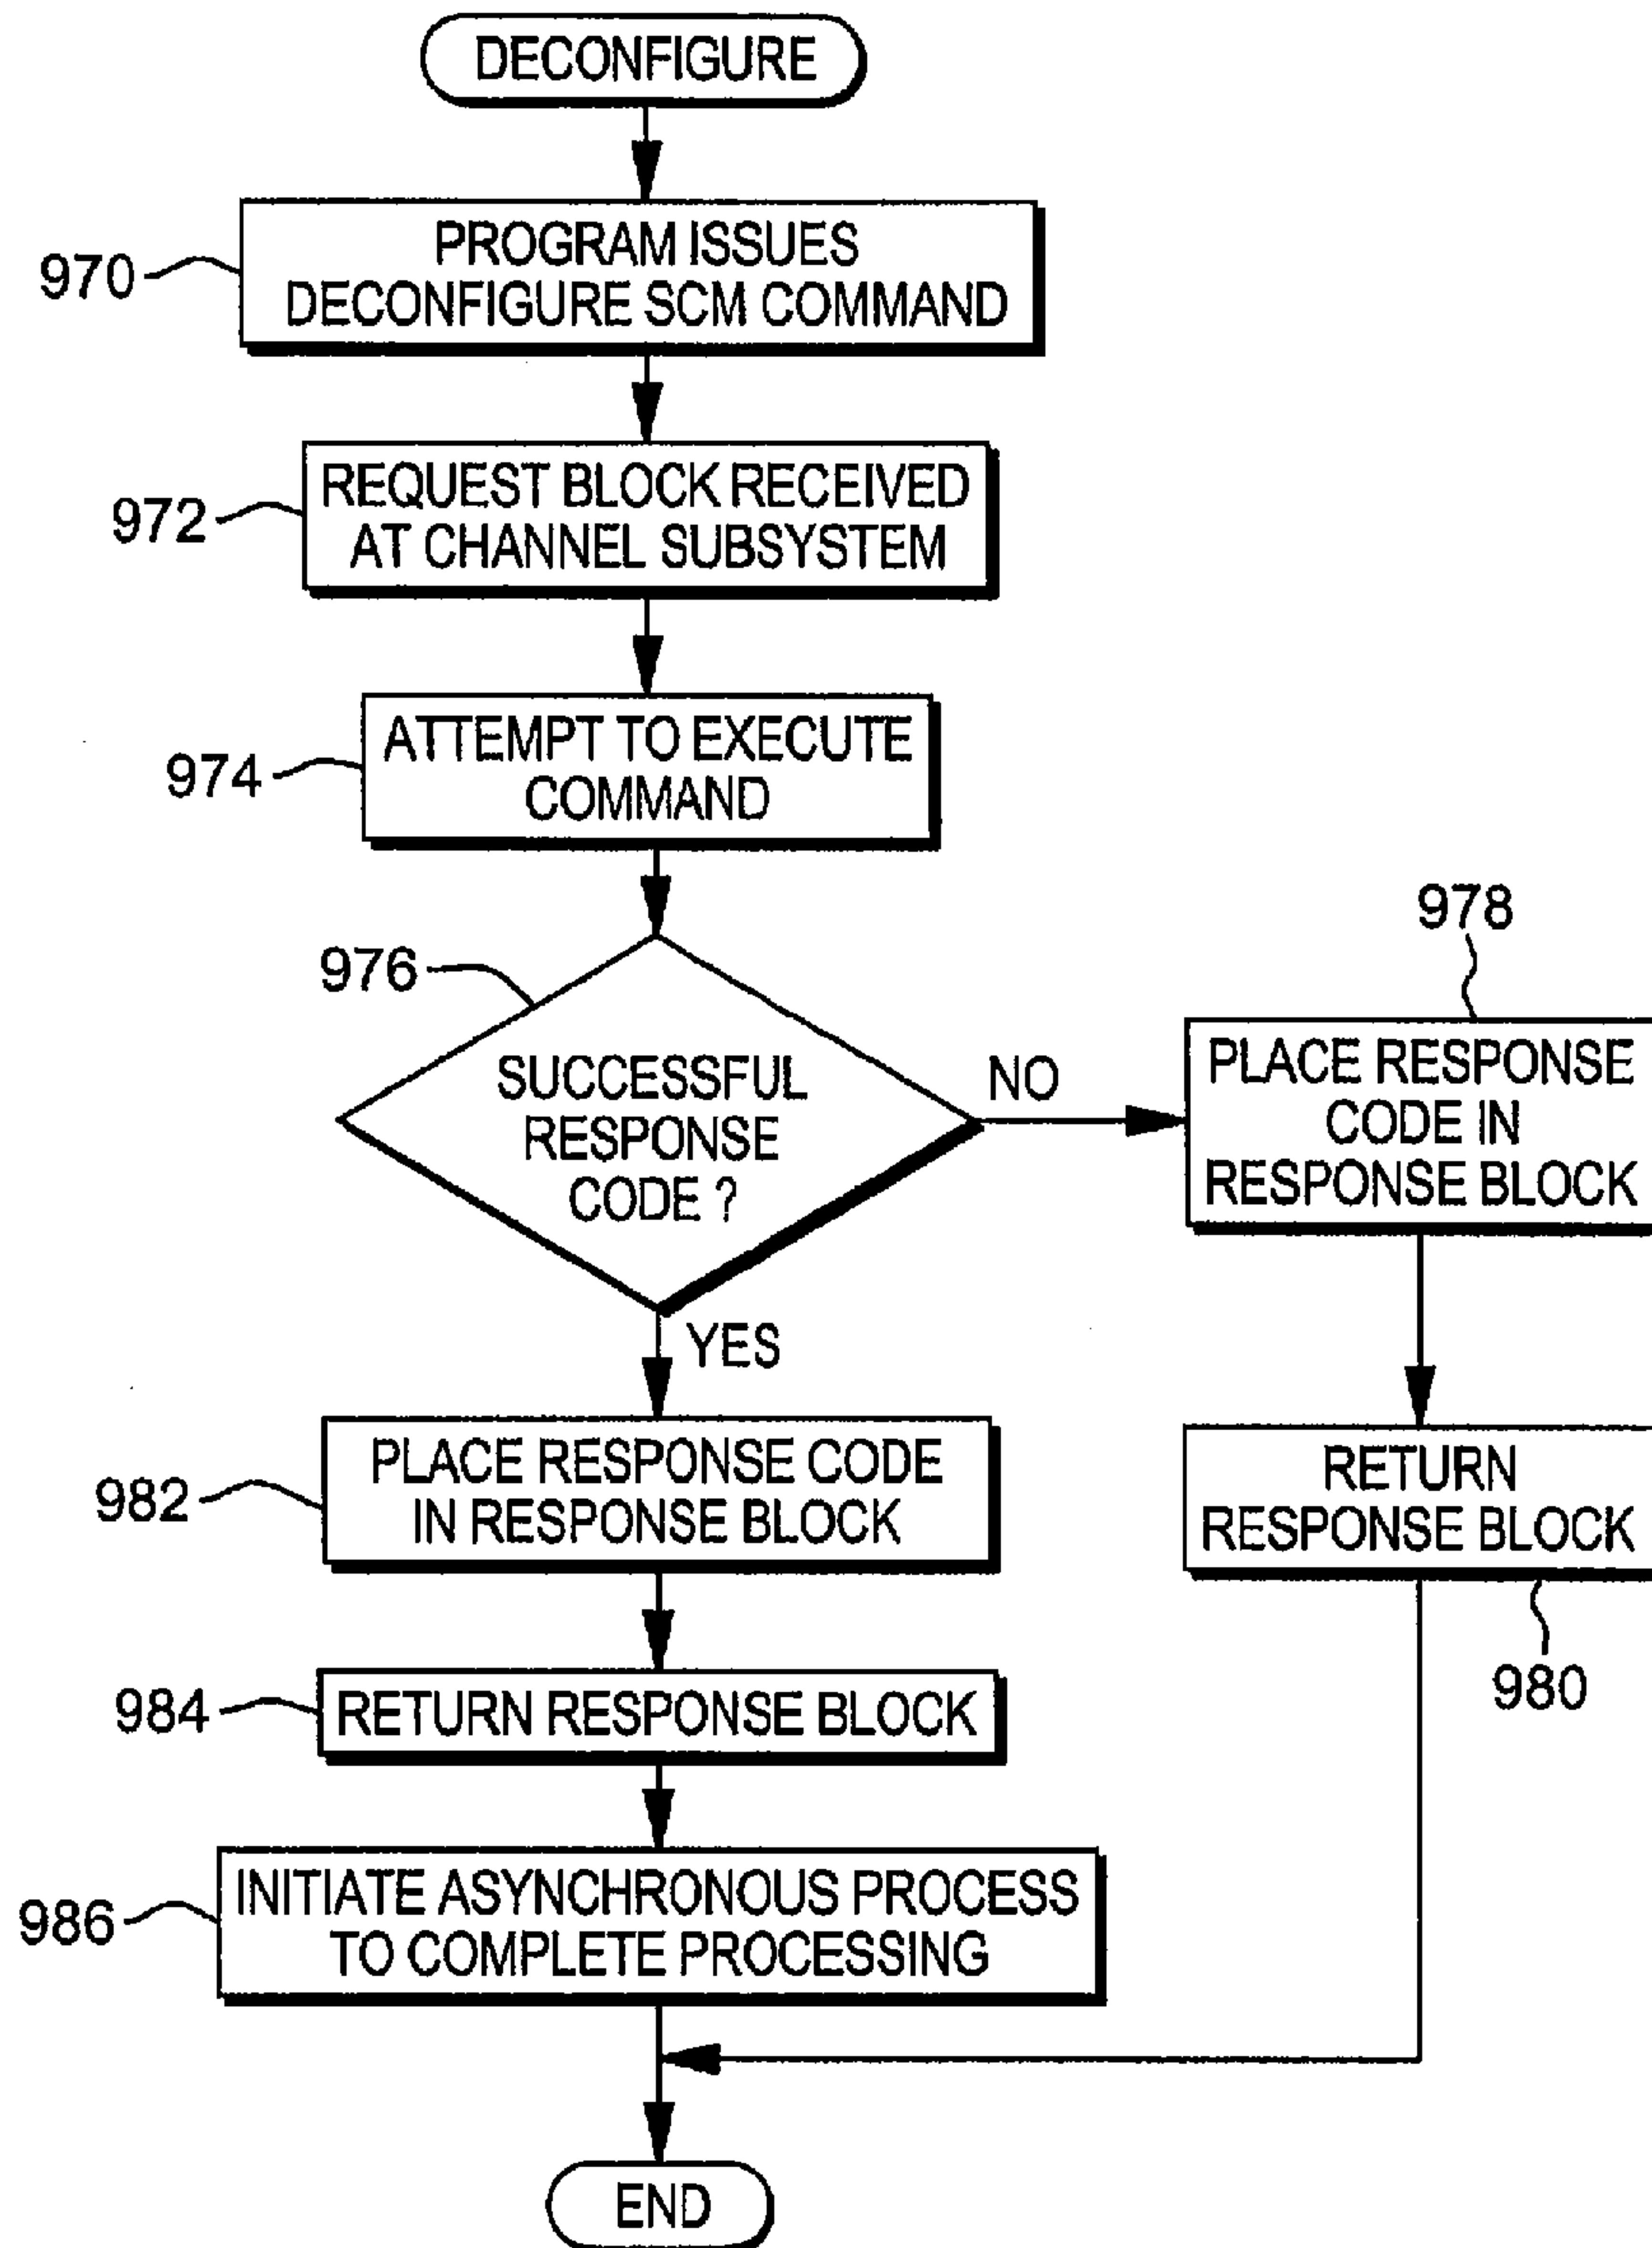 DECONFIGURE
970
PROGRAM ISSUES
DECONFIGURE SCM COMMAND
972
REQUEST BLOCK RECEIVED
AT CHANNEL SUBSYSTEM
974
ATTEMPT TO EXECUTE
COMMAND
976
SUCCESSFUL
RESPONSE
CODE ?
NO
978
PLACE RESPONSE
CODE IN
RESPONSE BLOCK
YES
982
PLACE RESPONSE CODE
IN RESPONSE BLOCK
RETURN
RESPONSE BLOCK
980
984
RETURN RESPONSE BLOCK
986
INITIATE ASYNCHRONOUS PROCESS
TO COMPLETE PROCESSING
END